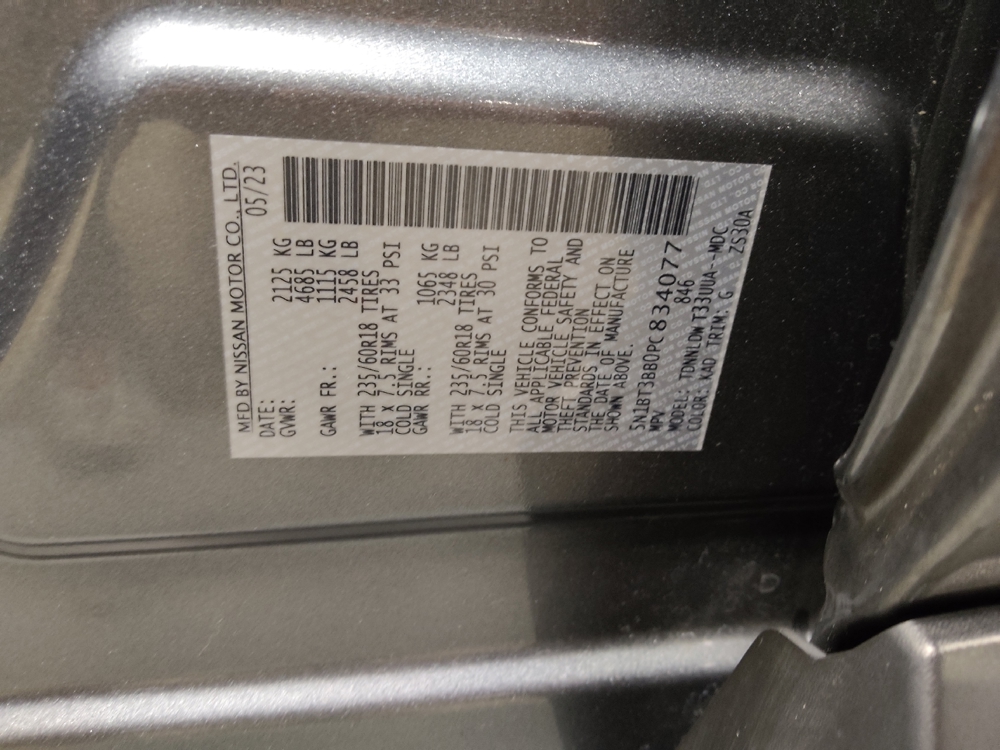 MFD BY NISSAN MOTOR CO., LTD.
DATE: 05/23
GVWR: 2125 KG
4685 LB
GAWR FR.: 1115 KG
2458 LB
WITH 235/60R18 TIRES
18 X 7.5 RIMS AT 33 PSI
COLD SINGLE
GAWR RR.: 1065 KG
2348 LB
WITH 235/60R18 TIRES
18 X 7.5 RIMS AT 30 PSI
COLD SINGLE
THIS VEHICLE CONFORMS TO
ALL APPLICABLE FEDERAL
MOTOR VEHICLE SAFETY AND
THEFT PREVENTION
STANDARDS IN EFFECT ON
THE DATE OF MANUFACTURE
SHOWN ABOVE.
5N1BT3BB0PC834077
MPV 846
MODEL: TDNNLDW T33UUA--MDC
COLOR: KAD TRIM: G ZS30A